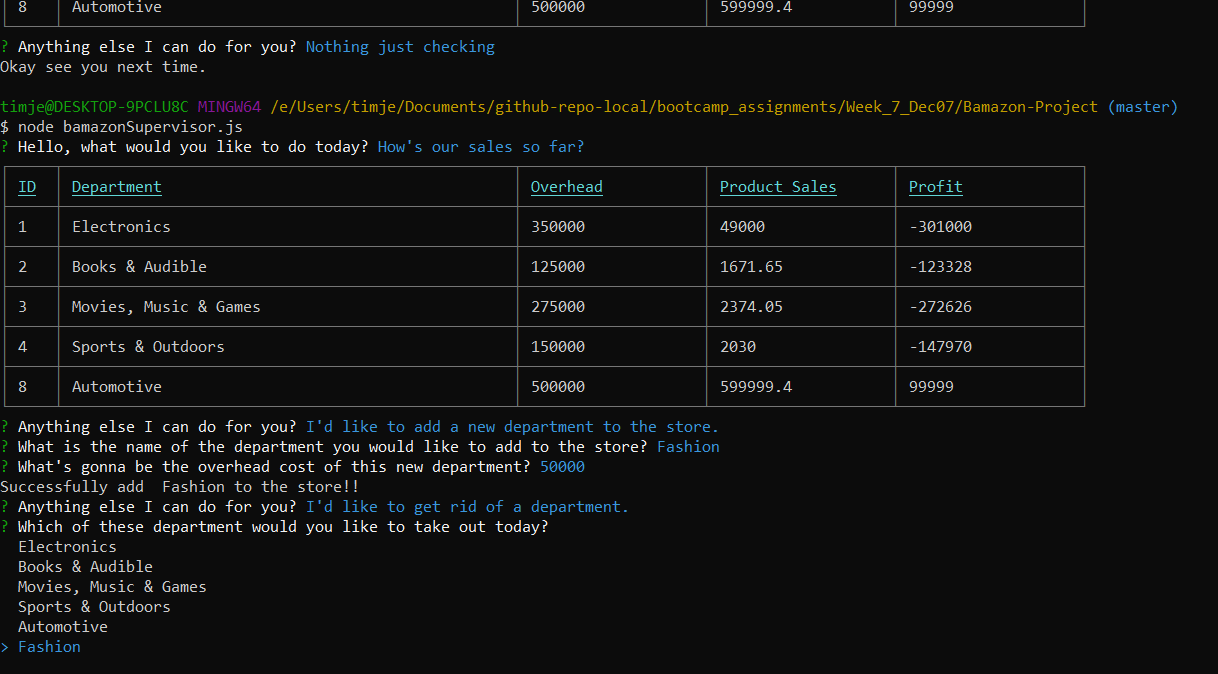 8 Automotive 500000 599999.4 99999
? Anything else I can do for you? Nothing just checking
Okay see you next time.
timje@DESKTOP-9PCLU8C MINGW64 /e/Users/timje/Documents/github-repo-local/bootcamp_assignments/Week_7_Dec07/Bamazon-Project (master)
$ node bamazonSupervisor.js
? Hello, what would you like to do today? How's our sales so far?
ID Department Overhead Product Sales Profit
1 Electronics 350000 49000 -301000
2 Books & Audible 125000 1671.65 -123328
3 Movies, Music & Games 275000 2374.05 -272626
4 Sports & Outdoors 150000 2030 -147970
8 Automotive 500000 599999.4 99999
? Anything else I can do for you? I'd like to add a new department to the store.
? What is the name of the department you would like to add to the store? Fashion
? What's gonna be the overhead cost of this new department? 50000
Successfully add  Fashion to the store!!
? Anything else I can do for you? I'd like to get rid of a department.
? Which of these department would you like to take out today?
Electronics
Books & Audible
Movies, Music & Games
Sports & Outdoors
Automotive
> Fashion